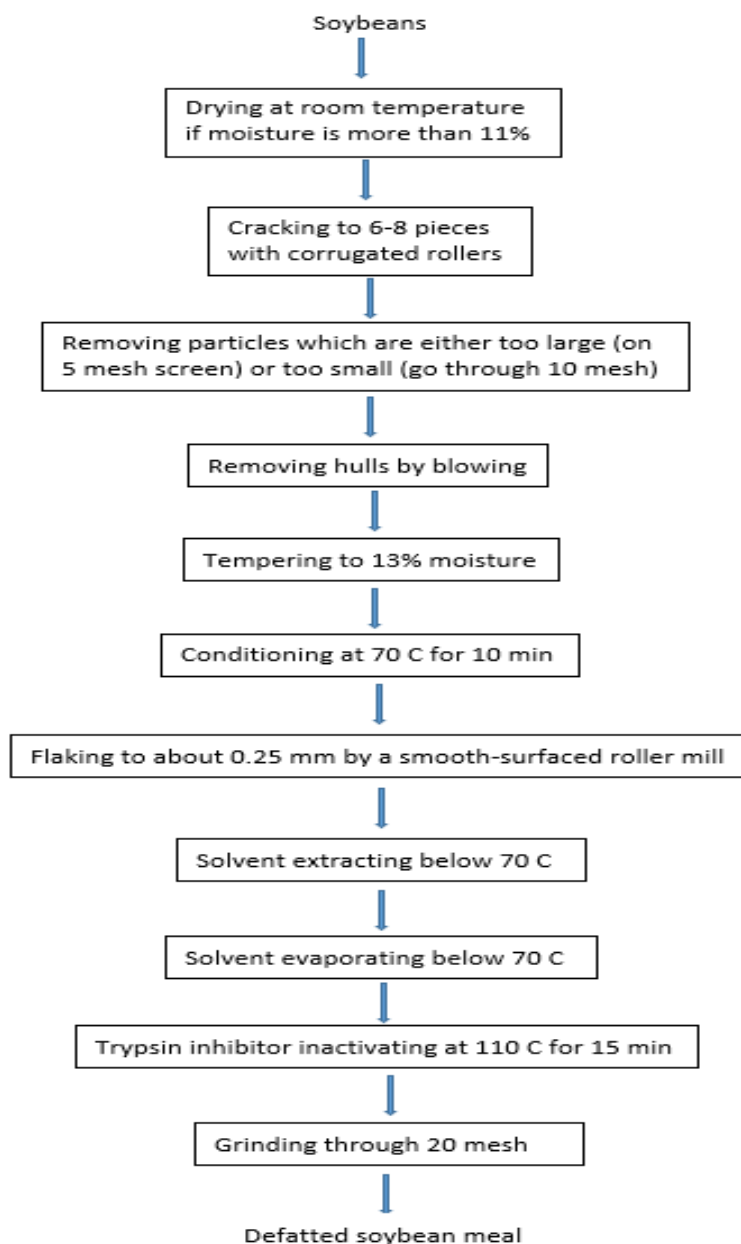 Soybeans
Drying at room temperature
if moisture is more than 11%
Cracking to 6-8 pieces
with corrugated rollers
Removing particles which are either too large (on
5 mesh screen) or too small (go through 10 mesh)
Removing hulls by blowing
Tempering to 13% moisture
Conditioning at 70 C for 10 min
Flaking to about 0.25 mm by a smooth-surfaced roller mill
Solvent extracting below 70 C
Solvent evaporating below 70 C
Trypsin inhibitor inactivating at 110 C for 15 min
Grinding through 20 mesh
Defatted soybean meal